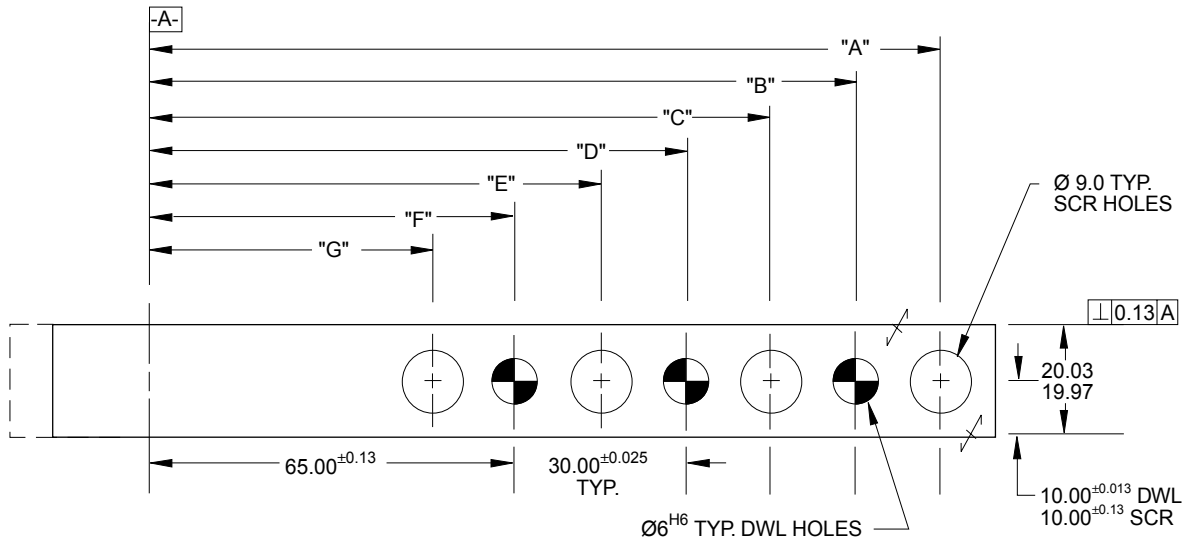 -A-
"A"
"B"
"C"
"D"
"E"
"F"
"G"
Ø 9.0 TYP.
SCR HOLES
⊥ 0.13 A
20.03
19.97
65.00±0.13
30.00±0.025
TYP.
10.00±0.013 DWL
10.00±0.13 SCR
Ø6H6 TYP. DWL HOLES